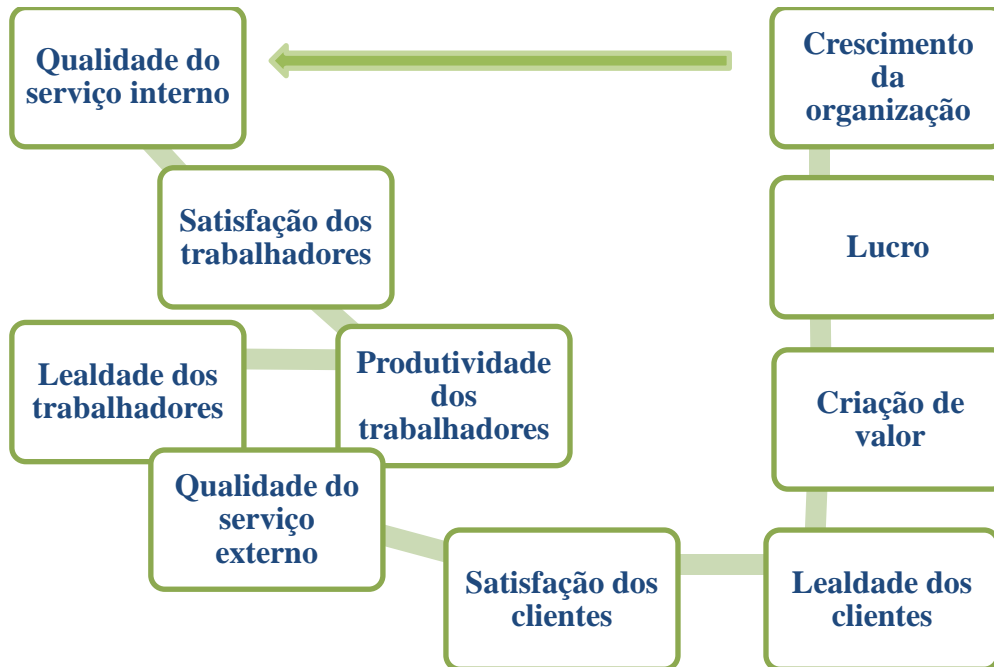 Qualidade do
serviço interno
Satisfação dos
trabalhadores
Produtividade
dos
trabalhadores
Lealdade dos
trabalhadores
Qualidade do
serviço
externo
Satisfação dos
clientes
Lealdade dos
clientes
Criação de
valor
Lucro
Crescimento
da
organização